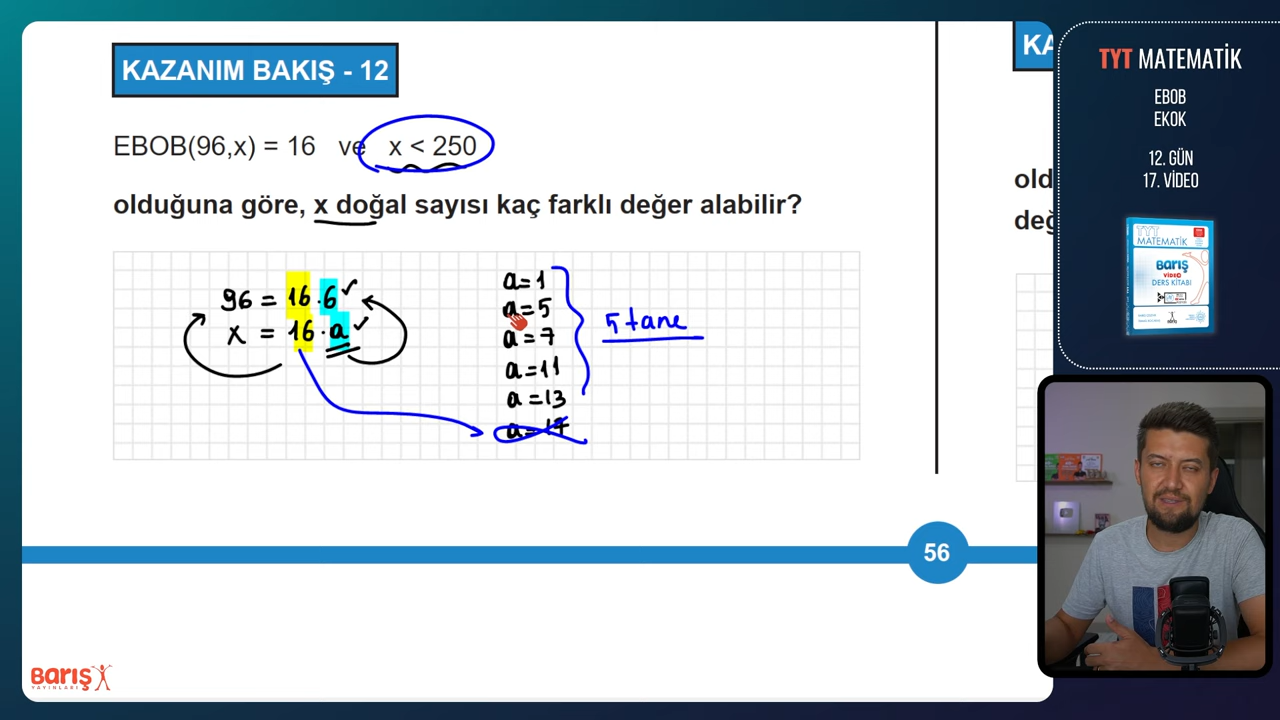 KAZANIM BAKIŞ - 12
EBOB(96,x) = 16 ve x < 250
olduğuna göre, x doğal sayısı kaç farklı değer alabilir?
96 = 16 . 6 ✓
x = 16 . a ✓
a = 1
a = 5
a = 7
a = 11
a = 13
a = 17
5 tane
56
BARIŞ
YAYINLARI
KA
old
değ
TYT MATEMATİK
EBOB
EKOK
12. GÜN
17. VİDEO
TYT
MATEMATİK
BARIŞ
VİDEO
DERS KİTABI